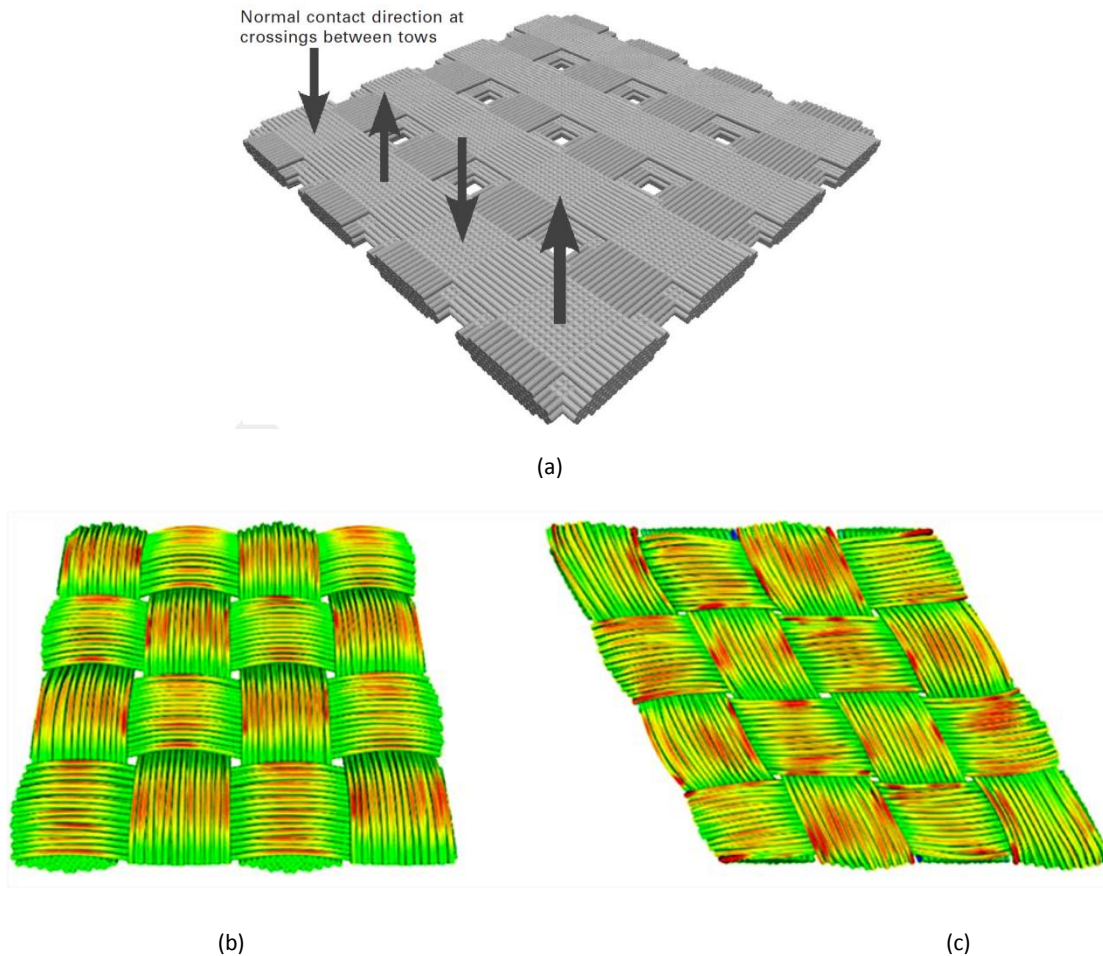 Normal contact direction at
crossings between tows
(a)
(b)
(c)